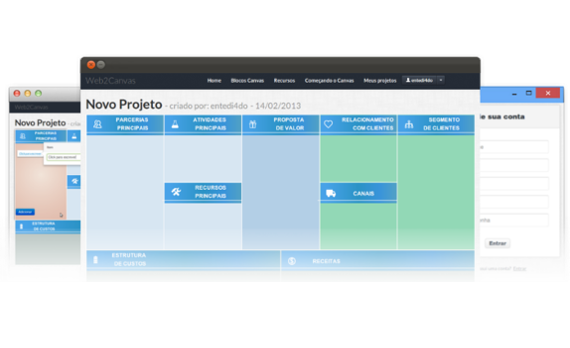 Web2Canvas
Home Blocos Canvas Recursos Começando o Canvas Meus projetos entedi4do
Novo Projeto - criado por: entedi4do - 14/02/2013
PARCERIAS PRINCIPAIS
ATIVIDADES PRINCIPAIS
PROPOSTA DE VALOR
RELACIONAMENTO COM CLIENTES
SEGMENTO DE CLIENTES
RECURSOS PRINCIPAIS
CANAIS
ESTRUTURA DE CUSTOS
RECEITAS
Web2Canvas
Novo Projeto
PARCERIAS PRINCIPAIS
ESTRUTURA DE CUSTOS
ie sua conta
Entrar